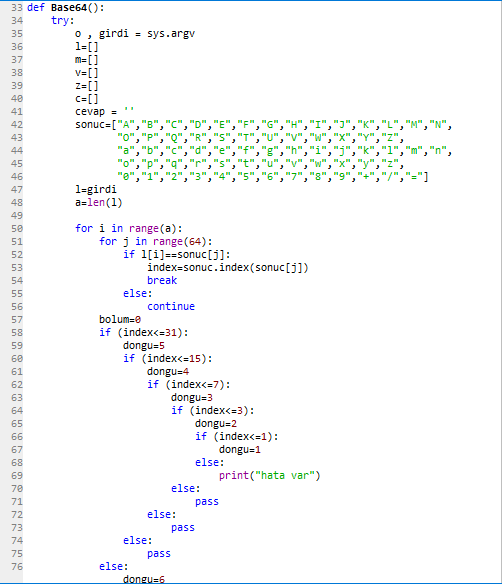 33 def Base64():
34     try:
35         o , girdi = sys.argv
36         l=[]
37         m=[]
38         v=[]
39         z=[]
40         c=[]
41         cevap = ''
42         sonuc=["A","B","C","D","E","F","G","H","I","J","K","L","M","N",
43                "O","P","Q","R","S","T","U","V","W","X","Y","Z",
44                "a","b","c","d","e","f","g","h","i","j","k","l","m","n",
45                "o","p","q","r","s","t","u","v","w","x","y","z",
46                "0","1","2","3","4","5","6","7","8","9","+","/","="]
47         l=girdi
48         a=len(l)
49
50         for i in range(a):
51             for j in range(64):
52                 if l[i]==sonuc[j]:
53                     index=sonuc.index(sonuc[j])
54                     break
55                 else:
56                     continue
57             bolum=0
58             if (index<=31):
59                 dongu=5
60                 if (index<=15):
61                     dongu=4
62                     if (index<=7):
63                         dongu=3
64                         if (index<=3):
65                             dongu=2
66                             if (index<=1):
67                                 dongu=1
68                             else:
69                                 print("hata var")
70                         else:
71                             pass
72                     else:
73                         pass
74                 else:
75                     pass
76             else:
                dongu=6